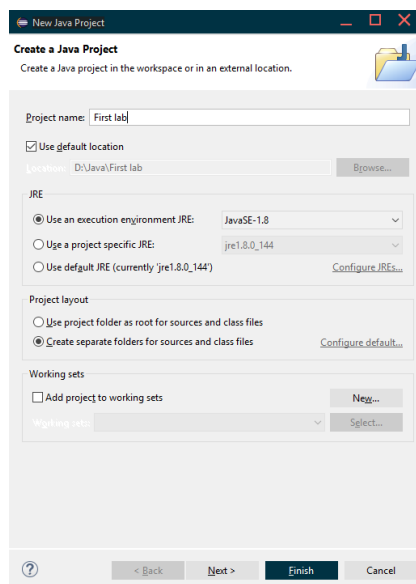 New Java Project
Create a Java Project
Create a Java project in the workspace or in an external location.
Project name: First lab
Use default location
Location: D:\Java\First lab Browse...
JRE
Use an execution environment JRE: JavaSE-1.8
Use a project specific JRE: jre1.8.0_144
Use default JRE (currently 'jre1.8.0_144') Configure JREs...
Project layout
Use project folder as root for sources and class files
Create separate folders for sources and class files Configure default...
Working sets
Add project to working sets New...
Working sets: Select...
? < Back Next > Finish Cancel